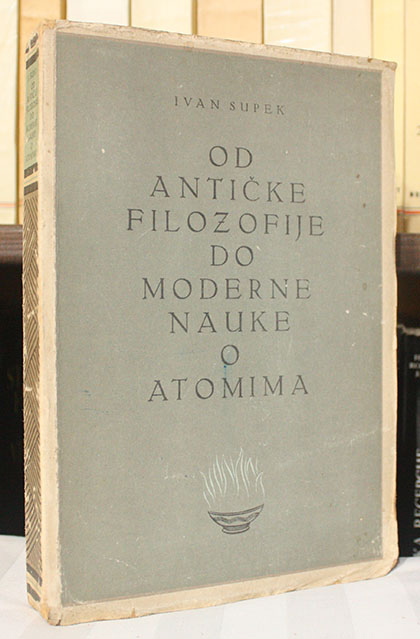 IVAN SUPEK
OD
ANTIČKE
FILOZOFIJE
DO
MODERNE
NAUKE
O
ATOMIMA